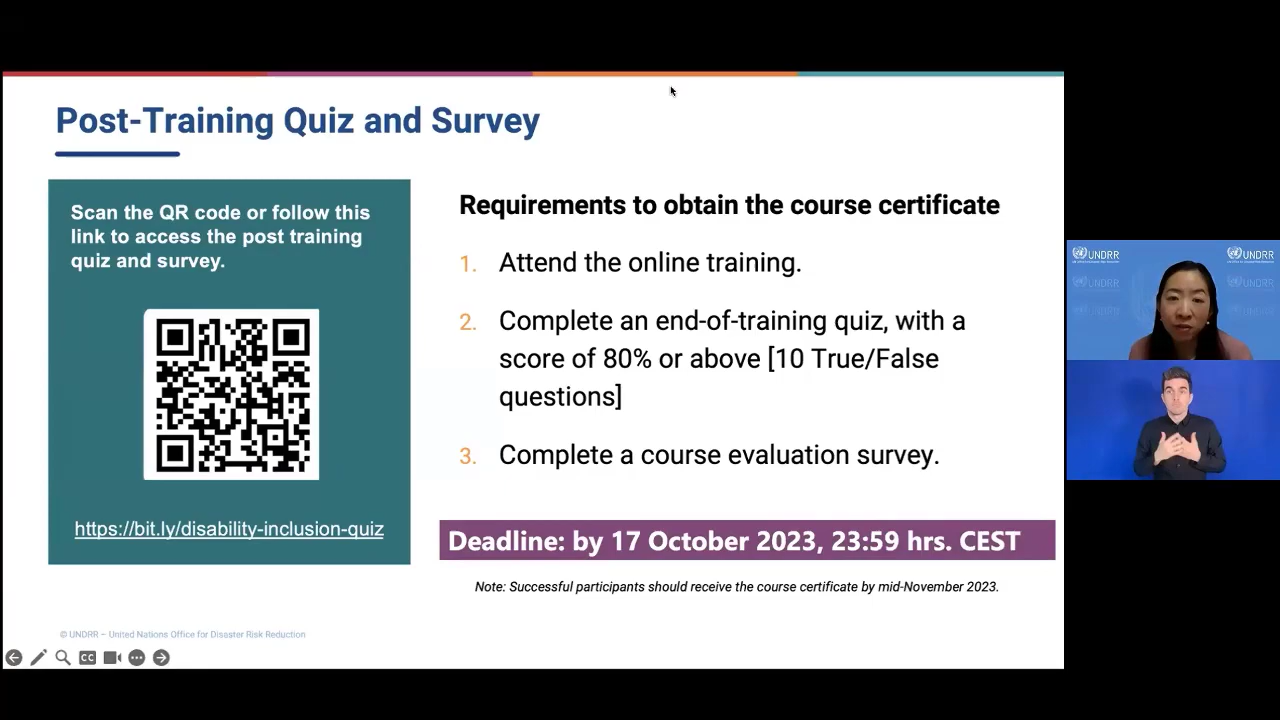 Post-Training Quiz and Survey
Scan the QR code or follow this
link to access the post training
quiz and survey.
https://bit.ly/disability-inclusion-quiz
Requirements to obtain the course certificate
1. Attend the online training.
2. Complete an end-of-training quiz, with a
score of 80% or above [10 True/False
questions]
3. Complete a course evaluation survey.
Deadline: by 17 October 2023, 23:59 hrs. CEST
Note: Successful participants should receive the course certificate by mid-November 2023.
© UNDRR – United Nations Office for Disaster Risk Reduction
CC
UNDRR
UNDRR